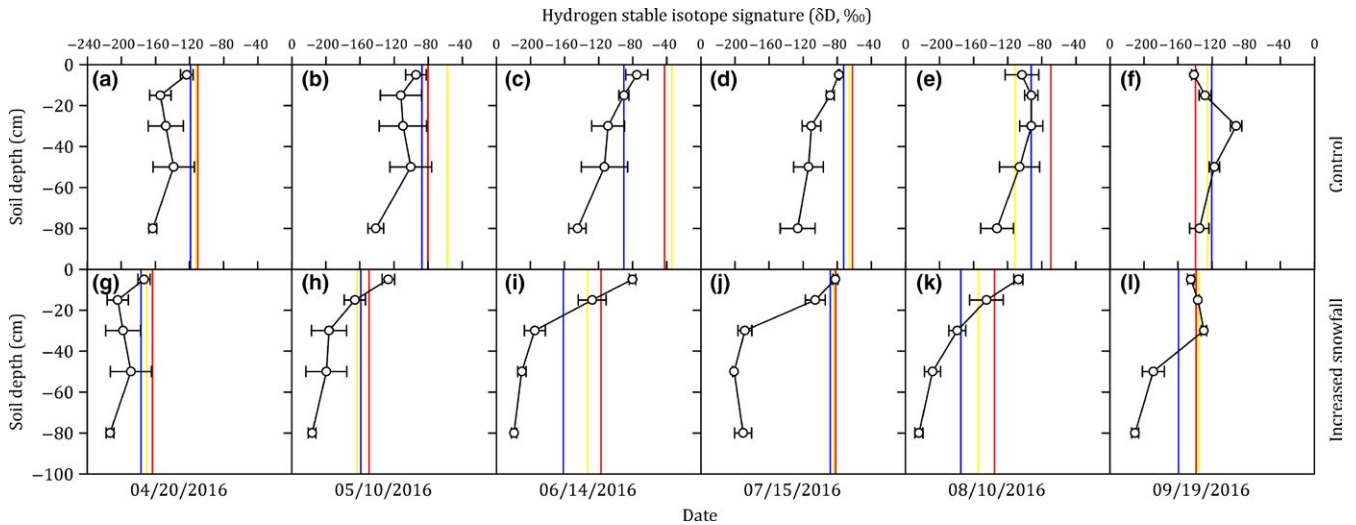 Hydrogen stable isotope signature (δD, ‰)
−240 −200 −160 −120 −80 −40 0 −200 −160 −120 −80 −40 0 −200 −160 −120 −80 −40 0 −200 −160 −120 −80 −40 0 −200 −160 −120 −80 −40 0 −200 −160 −120 −80 −40 0
0
−20
−40
−60
−80
0
−20
−40
−60
−80
−100
Soil depth (cm)
Soil depth (cm)
(a) (b) (c) (d) (e) (f)
Control
(g) (h) (i) (j) (k) (l)
Increased snowfall
04/20/2016 05/10/2016 06/14/2016 07/15/2016 08/10/2016 09/19/2016
Date